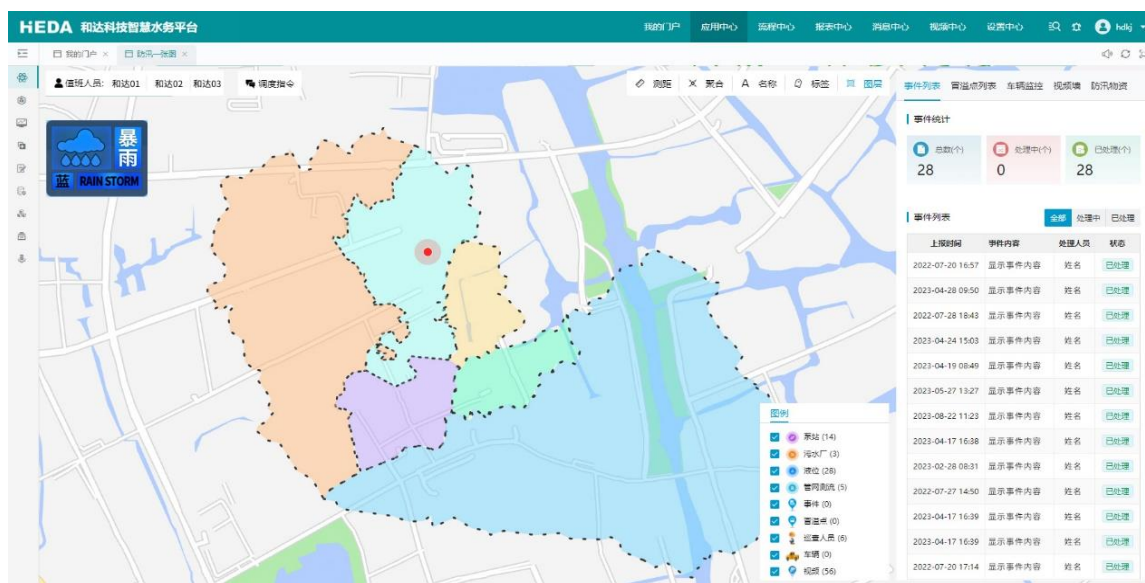 HEDA 和达科技智慧水务平台
我的门户 应用中心 流程中心 报表中心 消息中心 视频中心 设置中心 hdkj
我的门户 × 防汛一张图 ×
值班人员: 和达01 和达02 和达03 调度指令
测距 聚合 A 名称 标签 图层
事件列表 冒溢点列表 车辆监控 视频墙 防汛物资
事件统计
总数(个) 处理中(个) 已处理(个)
28 0 28
暴雨
蓝 RAIN STORM
事件列表 全部 处理中 已处理
上报时间 事件内容 处理人员 状态
2022-07-20 16:57 显示事件内容 姓名 已处理
2023-04-28 09:50 显示事件内容 姓名 已处理
2022-07-28 18:43 显示事件内容 姓名 已处理
2023-04-24 15:03 显示事件内容 姓名 已处理
2023-04-19 08:49 显示事件内容 姓名 已处理
2023-05-27 13:27 显示事件内容 姓名 已处理
2023-08-22 11:23 显示事件内容 姓名 已处理
2023-04-17 16:38 显示事件内容 姓名 已处理
2023-02-28 08:31 显示事件内容 姓名 已处理
2022-07-27 14:50 显示事件内容 姓名 已处理
2023-04-17 16:39 显示事件内容 姓名 已处理
2023-04-17 16:39 显示事件内容 姓名 已处理
2022-07-20 17:14 显示事件内容 姓名 已处理
图例
泵站 (14)
污水厂 (3)
液位 (28)
管网测流 (5)
事件 (0)
冒溢点 (0)
巡查人员 (6)
车辆 (0)
视频 (56)